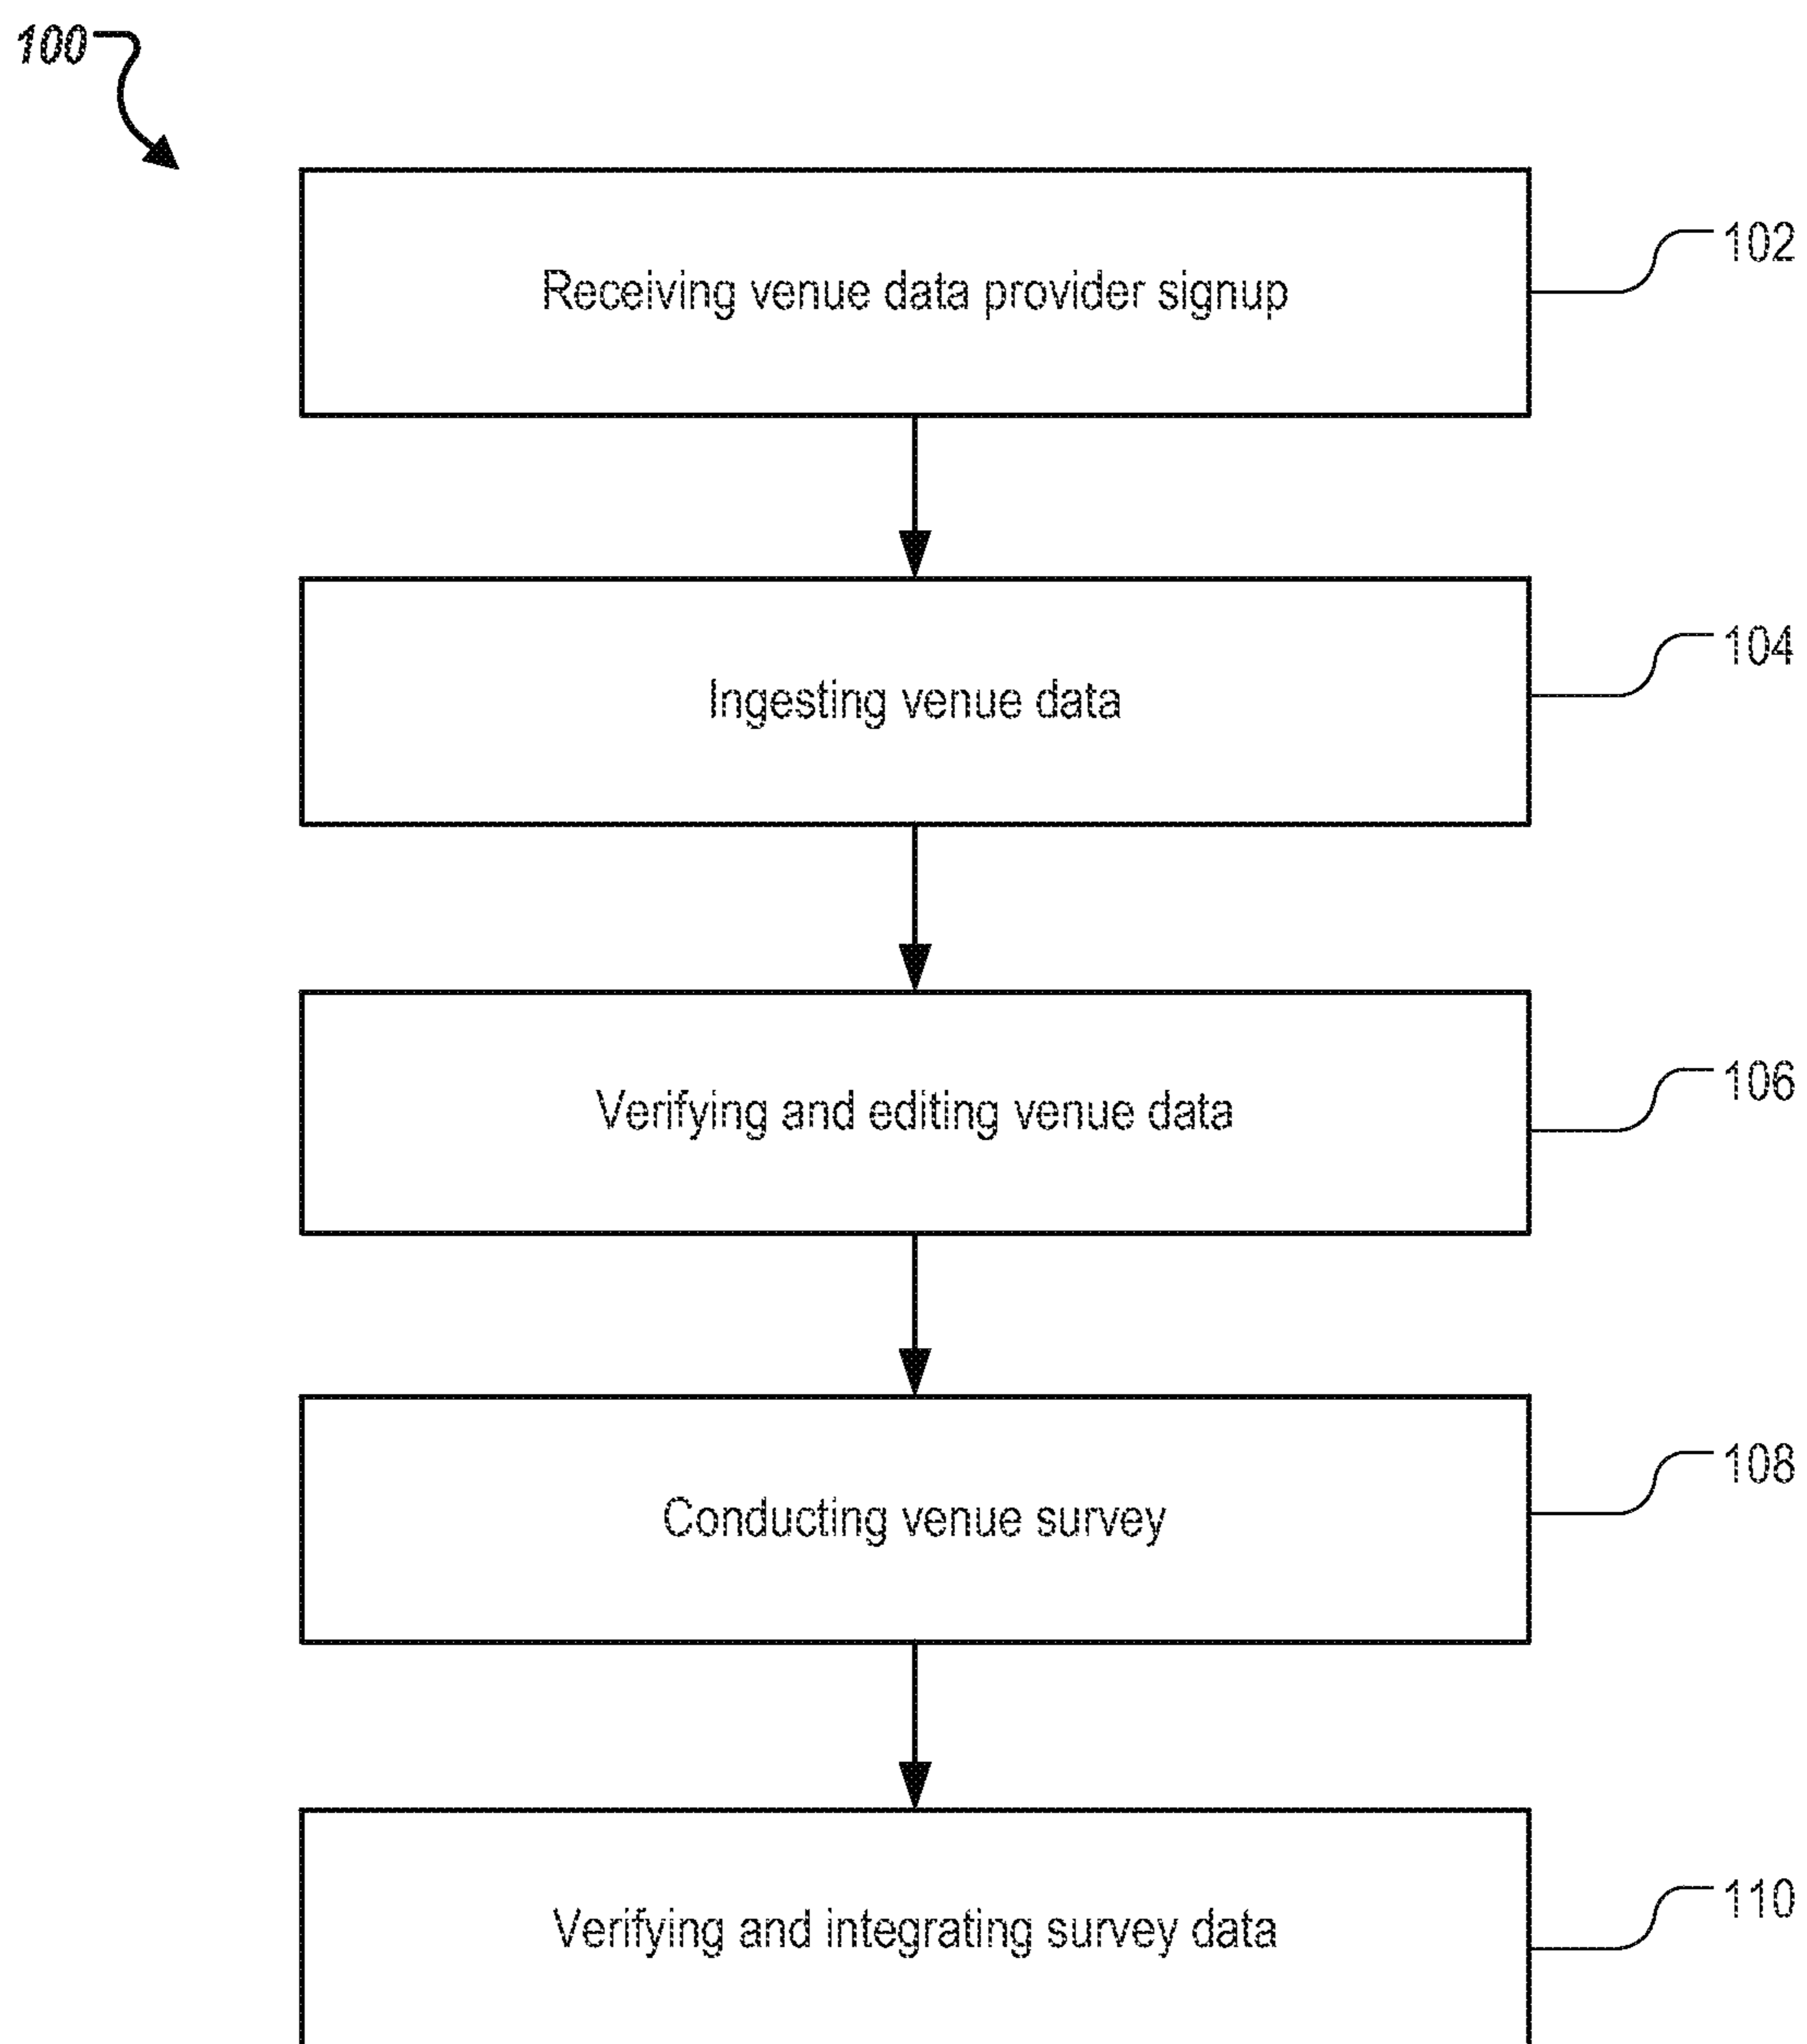 100
Receiving venue data provider signup
102
Ingesting venue data
104
Verifying and editing venue data
106
Conducting venue survey
108
Verifying and integrating survey data
110